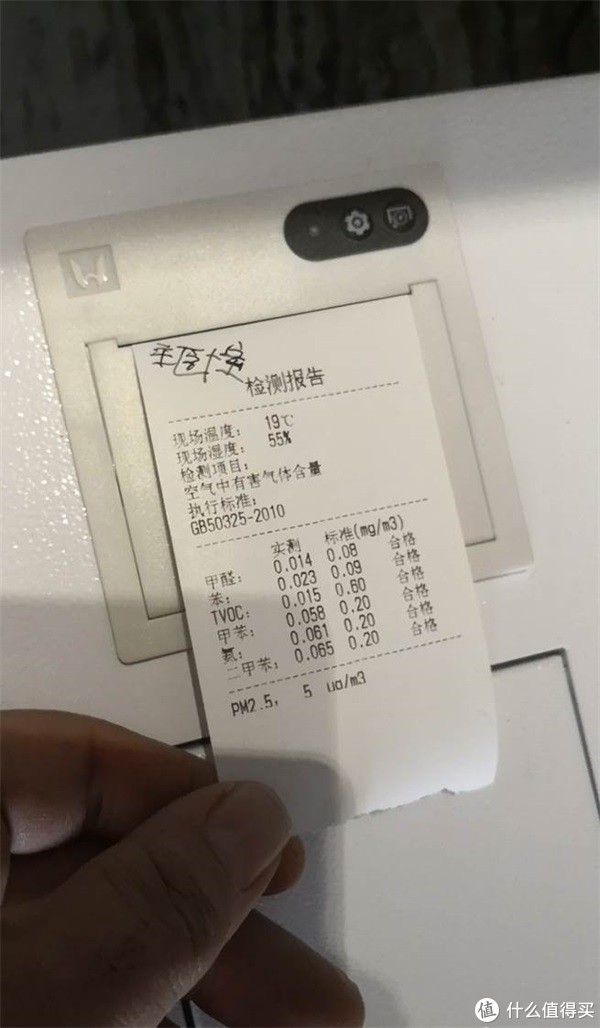 检测报告
现场温度： 19℃
现场湿度： 55%
检测项目：
空气中有害气体含量
执行标准：
GB50325-2010
实测 标准(mg/m3)
甲醛： 0.014 0.08 合格
苯： 0.023 0.09 合格
TVOC： 0.015 0.60 合格
甲苯： 0.058 0.20 合格
氨： 0.061 0.20 合格
二甲苯： 0.065 0.20 合格
PM2.5： 5 ug/m3
值 什么值得买